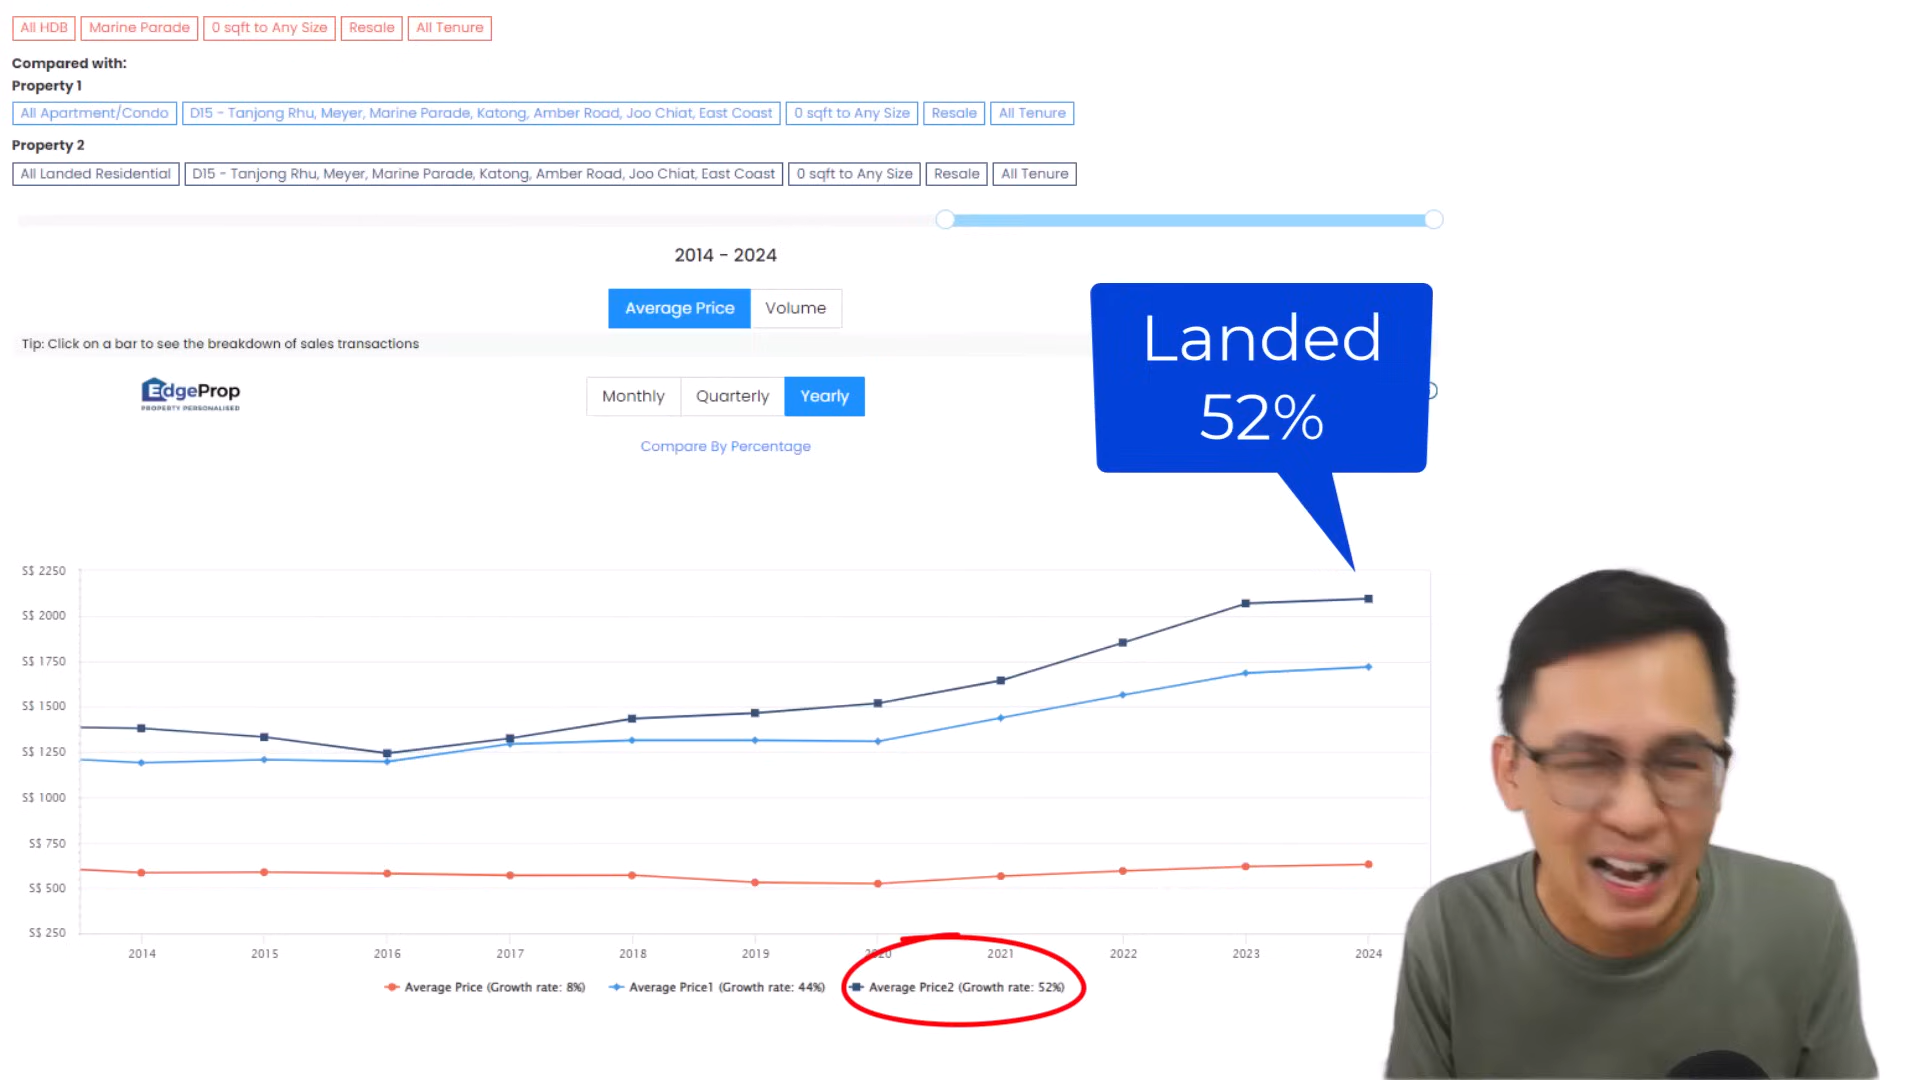 All HDB Marine Parade 0 sqft to Any Size Resale All Tenure
Compared with:
Property 1
All Apartment/Condo D15 - Tanjong Rhu, Meyer, Marine Parade, Katong, Amber Road, Joo Chiat, East Coast 0 sqft to Any Size Resale All Tenure
Property 2
All Landed Residential D15 - Tanjong Rhu, Meyer, Marine Parade, Katong, Amber Road, Joo Chiat, East Coast 0 sqft to Any Size Resale All Tenure
2014 - 2024
Average Price Volume
Tip: Click on a bar to see the breakdown of sales transactions
EdgeProp
PROPERTY PERSONALISED
Monthly Quarterly Yearly
Compare By Percentage
Landed
52%
S$ 2250
S$ 2000
S$ 1750
S$ 1500
S$ 1250
S$ 1000
S$ 750
S$ 500
S$ 250
2014 2015 2016 2017 2018 2019 2020 2021 2022 2023 2024
Average Price (Growth rate: 8%) Average Price1 (Growth rate: 44%) Average Price2 (Growth rate: 52%)